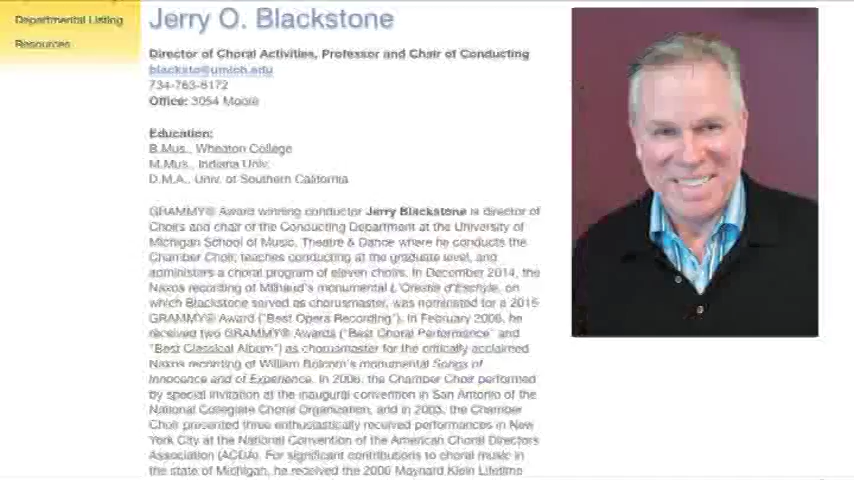 Departmental Listing
Resources
Jerry O. Blackstone
Director of Choral Activities, Professor and Chair of Conducting
blacksto@umich.edu
734-763-8172
Office: 3054 Moore
Education:
B.Mus., Wheaton College
M.Mus., Indiana Univ.
D.M.A., Univ. of Southern California
GRAMMY® Award winning conductor Jerry Blackstone is director of
Choirs and chair of the Conducting Department at the University of
Michigan School of Music, Theatre & Dance where he conducts the
Chamber Choir, teaches conducting at the graduate level, and
administers a choral program of eleven choirs. In December 2014, the
Naxos recording of Milhaud's monumental L'Orestie d'Eschyle, on
which Blackstone served as chorusmaster, was nominated for a 2015
GRAMMY® Award ("Best Opera Recording"). In February 2006, he
received two GRAMMY® Awards ("Best Choral Performance" and
"Best Classical Album") as chorusmaster for the critically acclaimed
Naxos recording of William Bolcom's monumental Songs of
Innocence and of Experience. In 2006, the Chamber Choir performed
by special invitation at the inaugural convention in San Antonio of the
National Collegiate Choral Organization, and in 2003, the Chamber
Choir presented three enthusiastically received performances in New
York City at the National Convention of the American Choral Directors
Association (ACDA). For significant contributions to choral music in
the state of Michigan, he received the 2006 Maynard Klein Lifetime